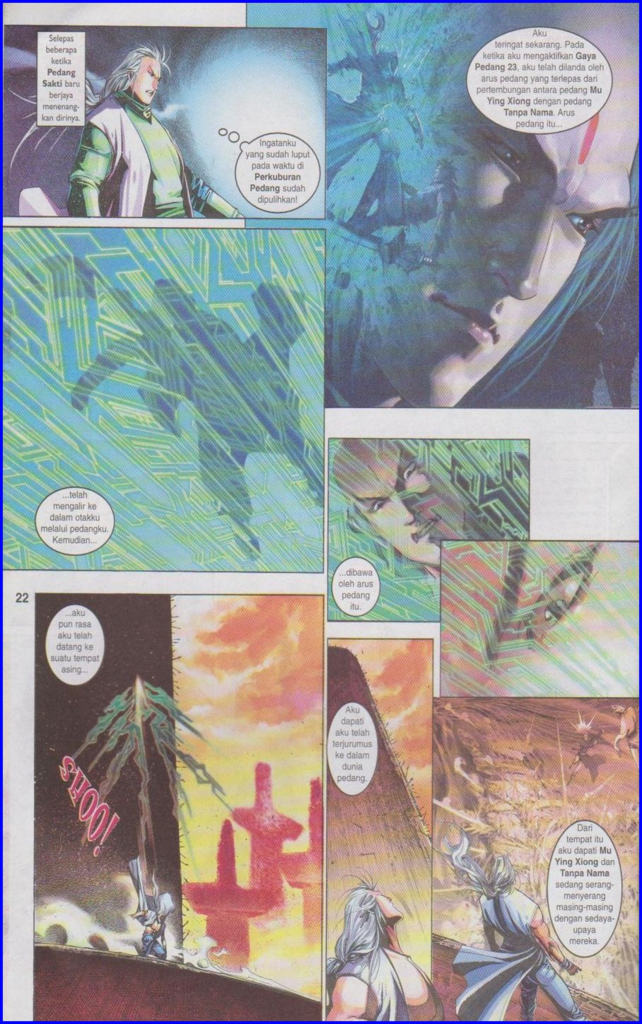 Selepas
beberapa
ketika
Pedang
Sakti baru
berjaya
menenang-
kan dirinya.
Ingatanku
yang sudah luput
pada waktu di
Perkuburan
Pedang sudah
dipulihkan!
Aku
teringat sekarang. Pada
ketika aku mengaktifkan Gaya
Pedang 23, aku telah dilanda oleh
arus pedang yang terlepas dari
pertembungan antara pedang Mu
Ying Xiong dengan pedang
Tanpa Nama. Arus
pedang itu...
...telah
mengalir ke
dalam otakku
melalui pedangku.
Kemudian...
...dibawa
oleh arus
pedang
itu.
22
...aku
pun rasa
aku telah
datang ke
suatu tempat
asing...
SHOO!
Aku
dapati
aku telah
terjurumus
ke dalam
dunia
pedang.
Dari
tempat itu
aku dapati Mu
Ying Xiong dan
Tanpa Nama
sedang serang-
menyerang
masing-masing
dengan sedaya-
upaya
mereka.